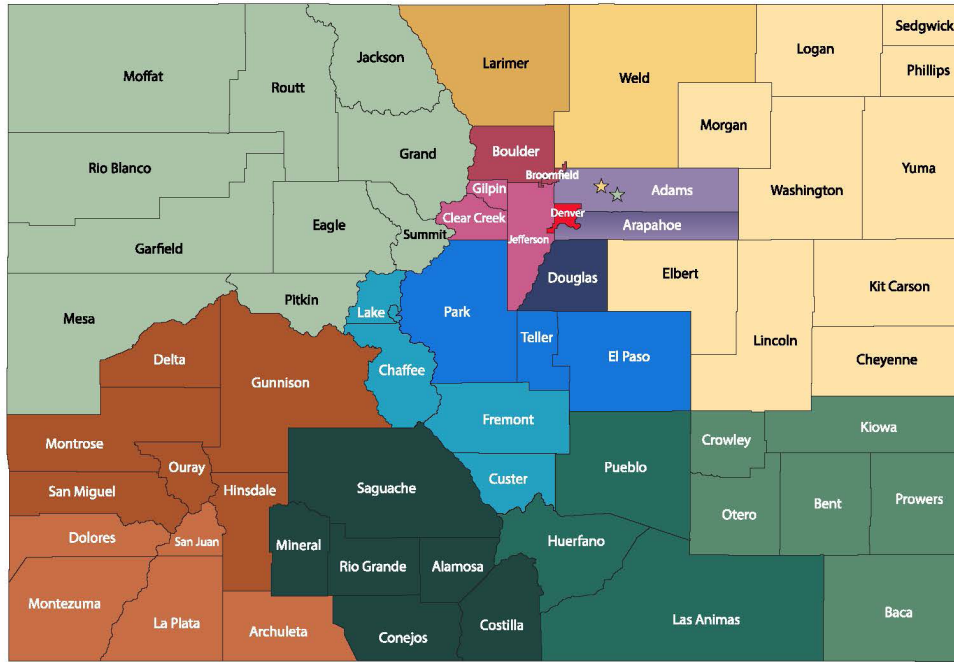 Sedgwick
Logan
Jackson
Larimer
Phillips
Moffat
Weld
Routt
Morgan
Boulder
Grand
Rio Blanco
Yuma
Broomfield
Gilpin
Adams
Washington
Denver
Clear Creek
Eagle
Arapahoe
Summit
Jefferson
Garfield
Elbert
Douglas
Kit Carson
Pitkin
Park
Lake
Mesa
Teller
Lincoln
El Paso
Delta
Cheyenne
Chaffee
Gunnison
Fremont
Kiowa
Crowley
Montrose
Ouray
Pueblo
Custer
Saguache
Hinsdale
San Miguel
Prowers
Bent
Otero
Dolores
San Juan
Huerfano
Mineral
Rio Grande
Alamosa
Montezuma
Baca
Las Animas
La Plata
Costilla
Archuleta
Conejos